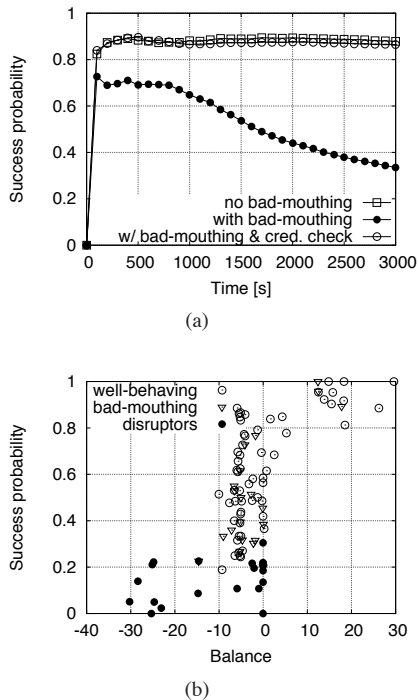 1
0.8
0.6
0.4
0.2
0
Success probability
no bad-mouthing
with bad-mouthing
w/ bad-mouthing & cred. check
0 500 1000 1500 2000 2500 3000
Time [s]
(a)
1
0.8
0.6
0.4
0.2
0
Success probability
well-behaving
bad-mouthing
disruptors
-40 -30 -20 -10 0 10 20 30
Balance
(b)